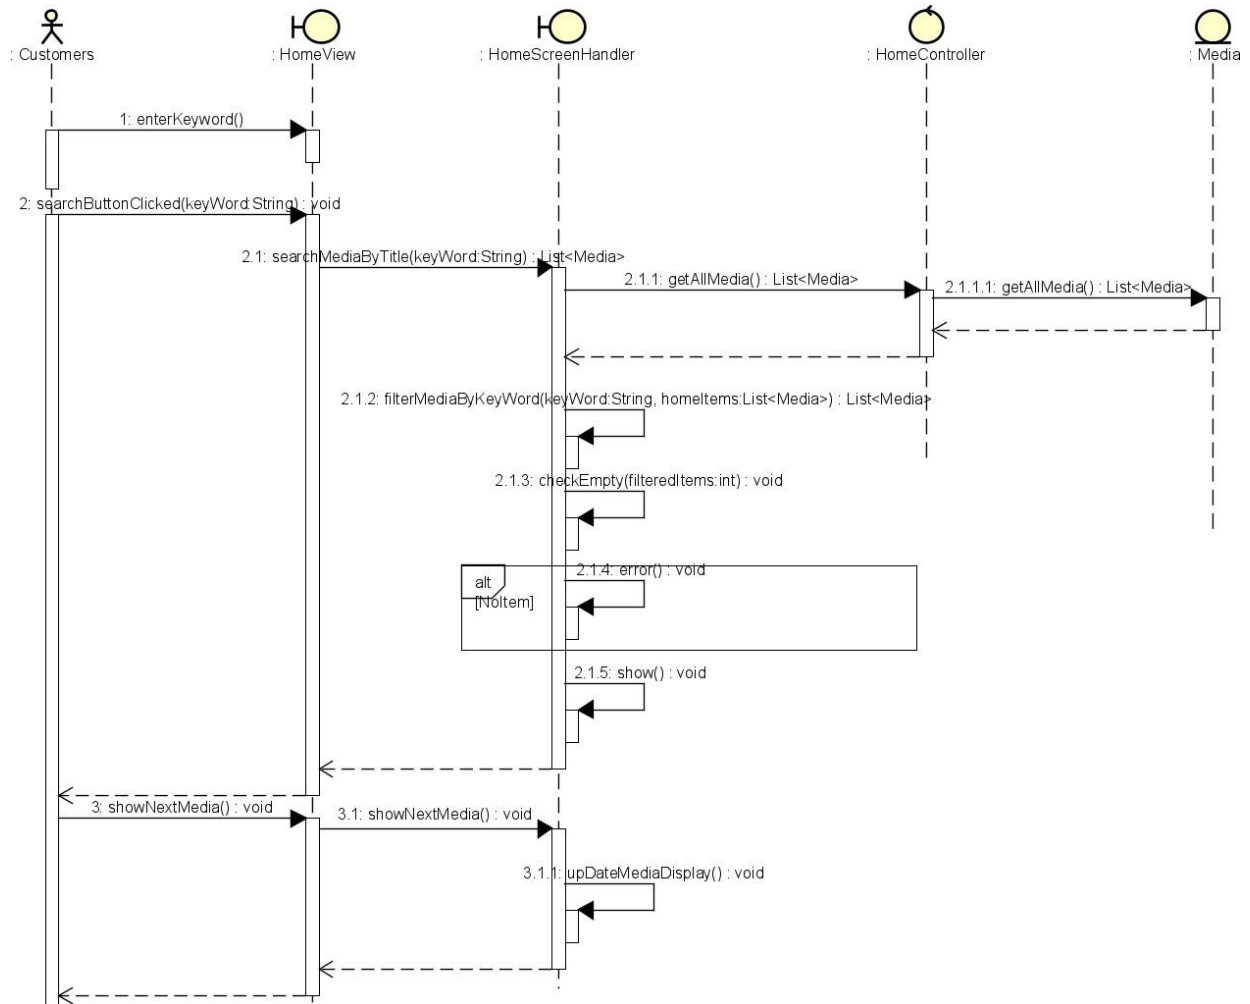 : Customers
: HomeView
: HomeScreenHandler
: HomeController
: Media
1: enterKeyword()
2: searchButtonClicked(keyWord:String) : void
2.1: searchMediaByTitle(keyWord:String) : List<Media>
2.1.1: getAllMedia() : List<Media>
2.1.1.1: getAllMedia() : List<Media>
2.1.2: filterMediaByKeyWord(keyWord:String, homeItems:List<Media>) : List<Media>
2.1.3: checkEmpty(filteredItems:int) : void
2.1.4: error() : void
alt
[NoItem]
2.1.5: show() : void
3: showNextMedia() : void
3.1: showNextMedia() : void
3.1.1: upDateMediaDisplay() : void